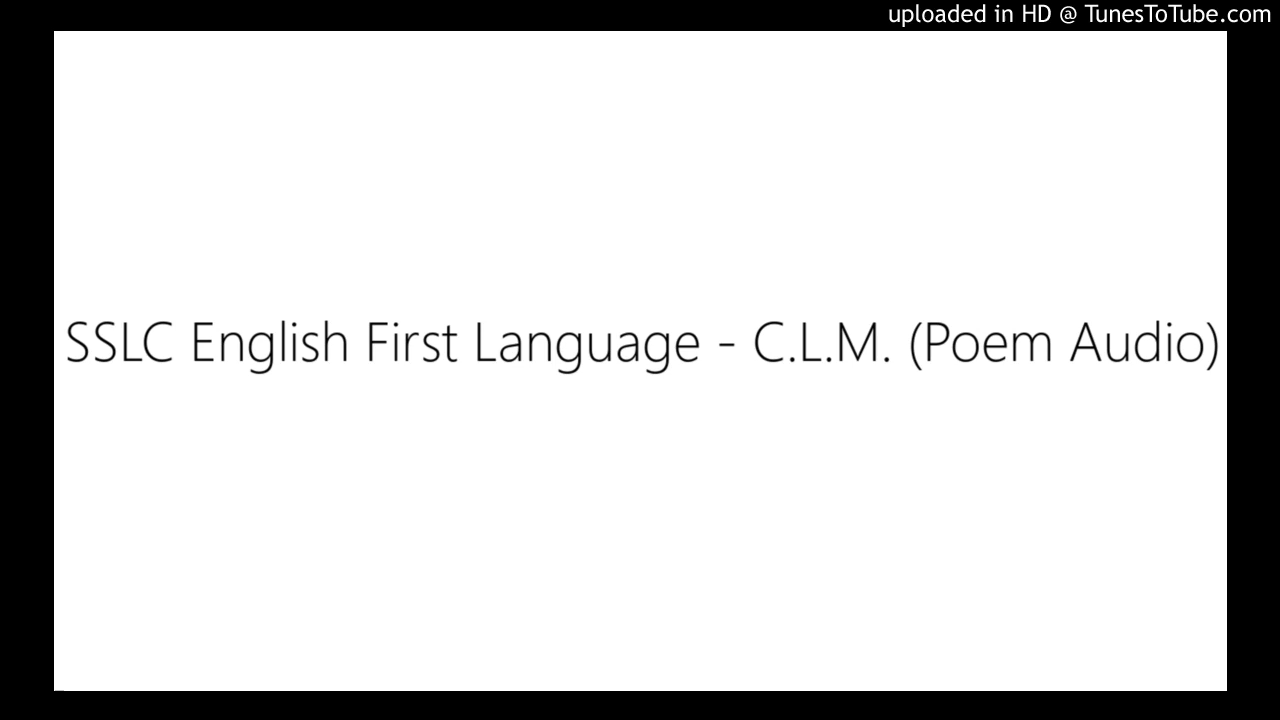 uploaded in HD @ TunesToTube.com
SSLC English First Language - C.L.M. (Poem Audio)